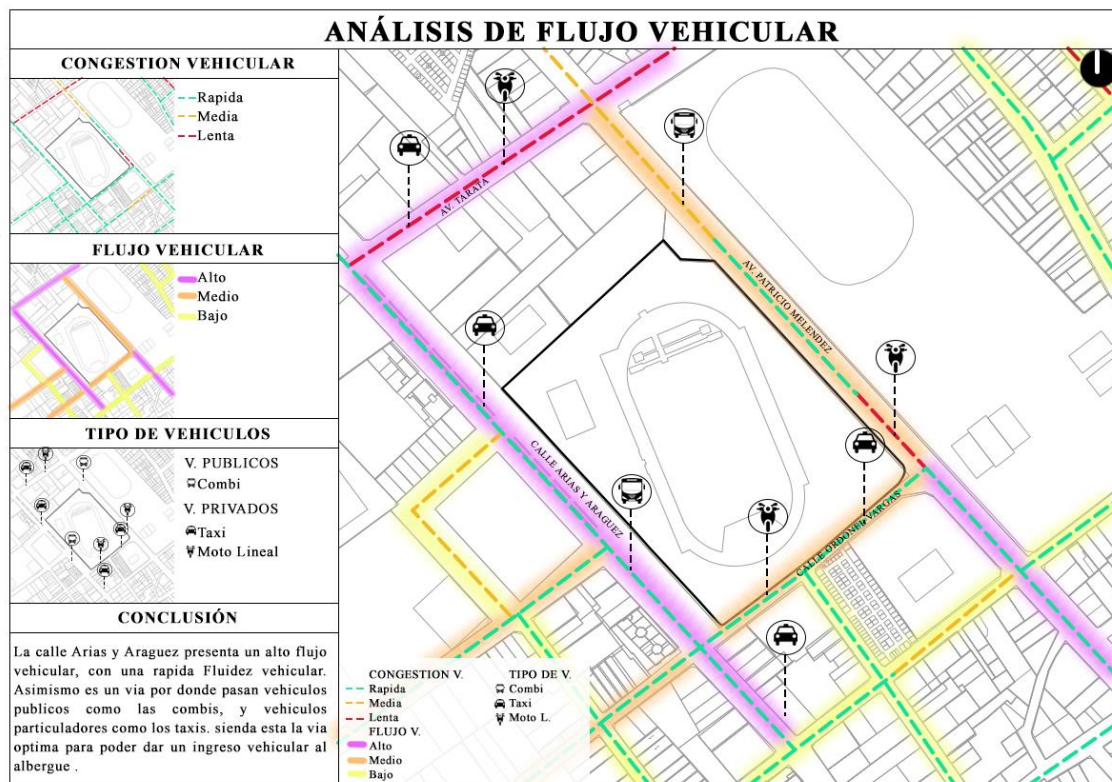 ANÁLISIS DE FLUJO VEHICULAR
CONGESTION VEHICULAR
Rapida
Media
Lenta
FLUJO VEHICULAR
Alto
Medio
Bajo
TIPO DE VEHICULOS
V. PUBLICOS
Combi
V. PRIVADOS
Taxi
Moto Lineal
CONCLUSIÓN
La calle Arias y Araguez presenta un alto flujo
vehicular, con una rapida Fluidez vehicular.
Asimismo es un via por donde pasan vehiculos
publicos como las combis, y vehiculos
particuladores como los taxis. sienda esta la via
optima para poder dar un ingreso vehicular al
albergue .
AV. TARATA
AV. PATRICIO MELENDEZ
CALLE ARIAS Y ARAGUEZ
CALLE ORDOÑEL VARGAS
CONGESTION V.
Rapida
Media
Lenta
FLUJO V.
Alto
Medio
Bajo
TIPO DE V.
Combi
Taxi
Moto L.